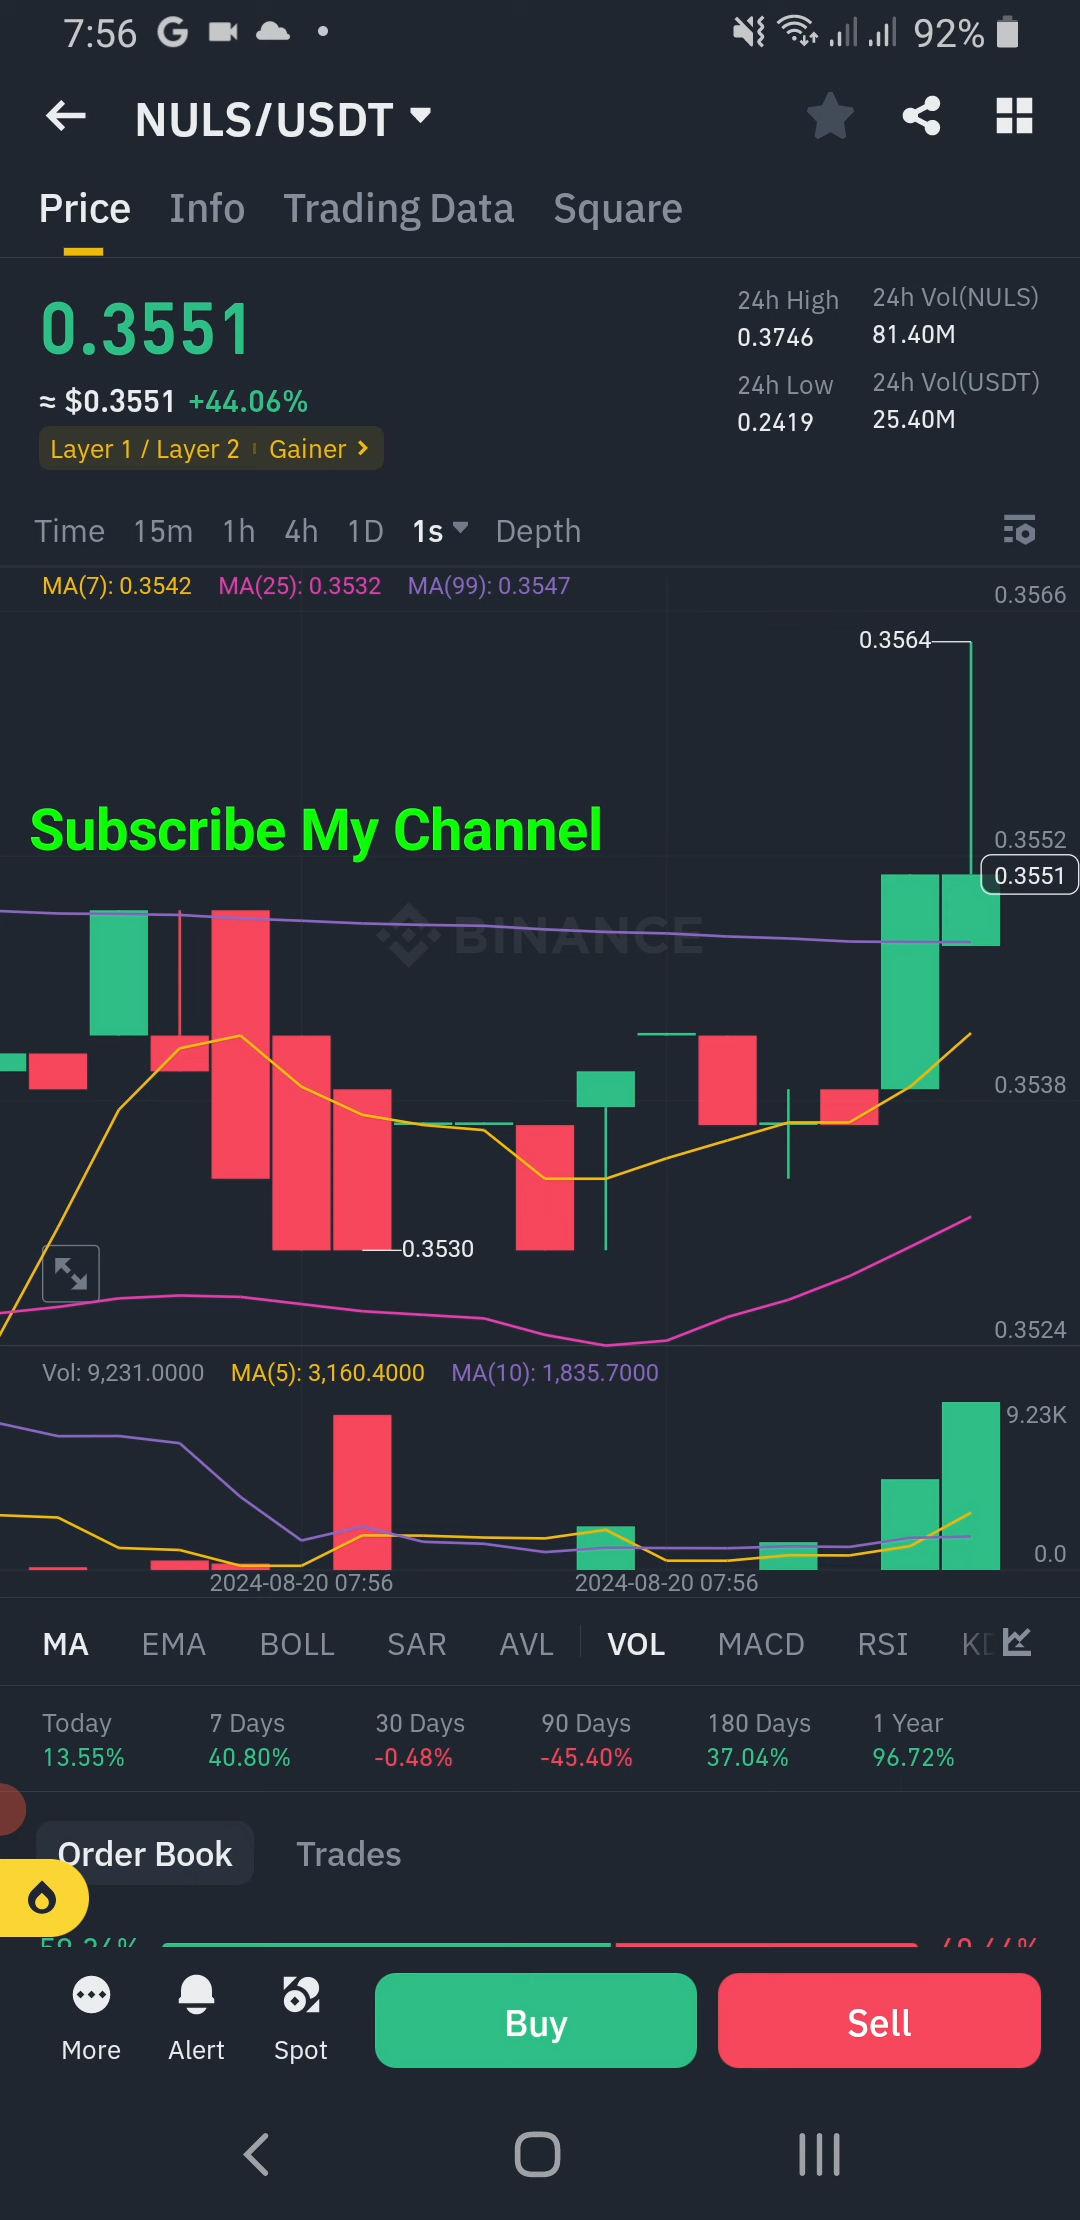 7:56 92%
NULS/USDT
Price Info Trading Data Square
0.3551
≈ $0.3551 +44.06%
Layer 1 / Layer 2 Gainer
24h High 24h Vol(NULS)
0.3746 81.40M
24h Low 24h Vol(USDT)
0.2419 25.40M
Time 15m 1h 4h 1D 1s Depth
MA(7): 0.3542 MA(25): 0.3532 MA(99): 0.3547
0.3566
0.3564
Subscribe My Channel
0.3552
0.3551
BINANCE
0.3538
0.3530
0.3524
Vol: 9,231.0000 MA(5): 3,160.4000 MA(10): 1,835.7000
9.23K
0.0
2024-08-20 07:56 2024-08-20 07:56
MA EMA BOLL SAR AVL VOL MACD RSI
Today 7 Days 30 Days 90 Days 180 Days 1 Year
13.55% 40.80% -0.48% -45.40% 37.04% 96.72%
Order Book Trades
More Alert Spot Buy Sell